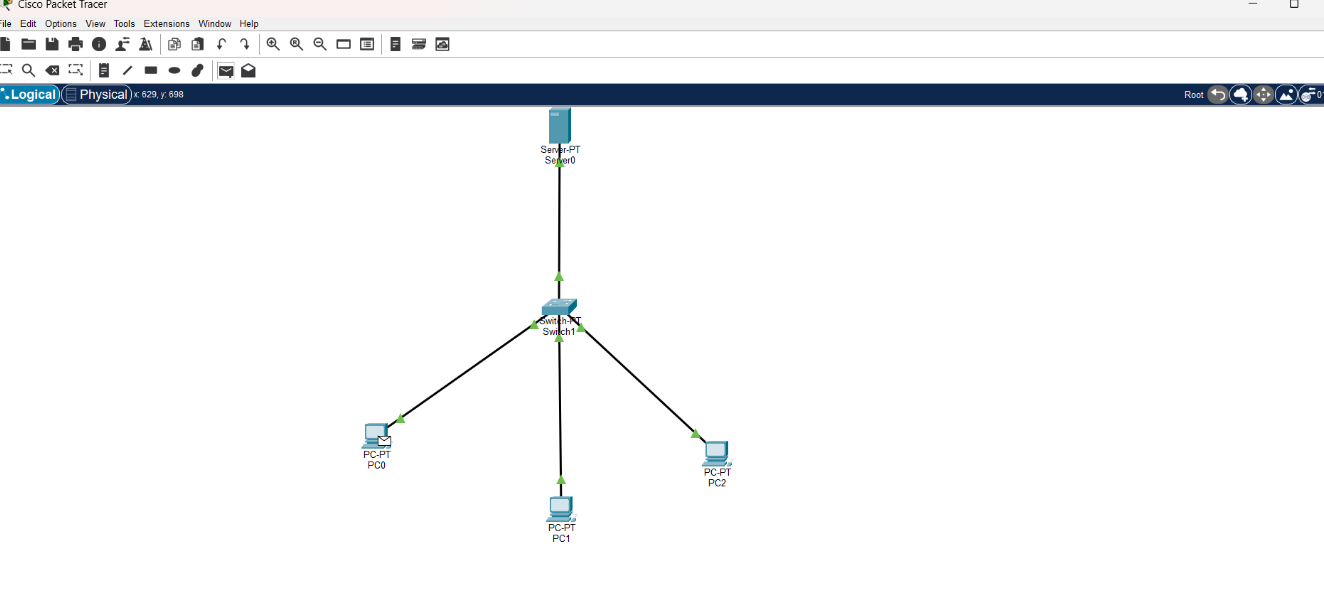 Cisco Packet Tracer
File Edit Options View Tools Extensions Window Help
Logical Physical x: 629, y: 698 Root
Server-PT
Server0
Switch-PT
Switch1
PC-PT
PC0
PC-PT
PC2
PC-PT
PC1